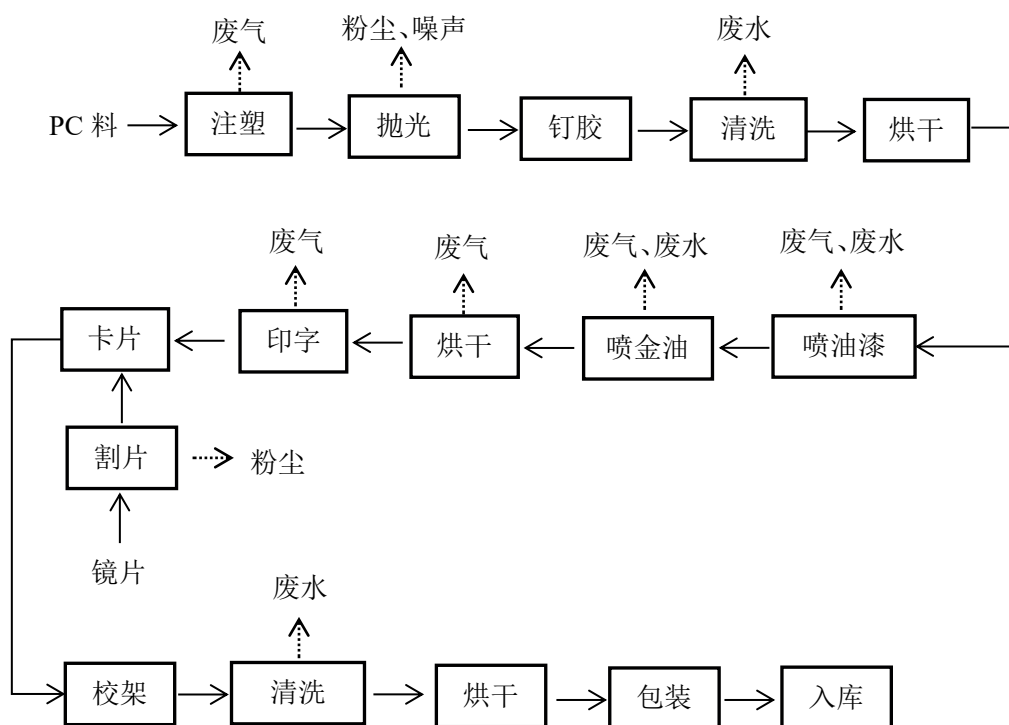 废气
粉尘、噪声
废水
PC 料
注塑
抛光
钉胶
清洗
烘干
废气
废气
废气、废水
废气、废水
卡片
印字
烘干
喷金油
喷油漆
割片
粉尘
镜片
废水
校架
清洗
烘干
包装
入库